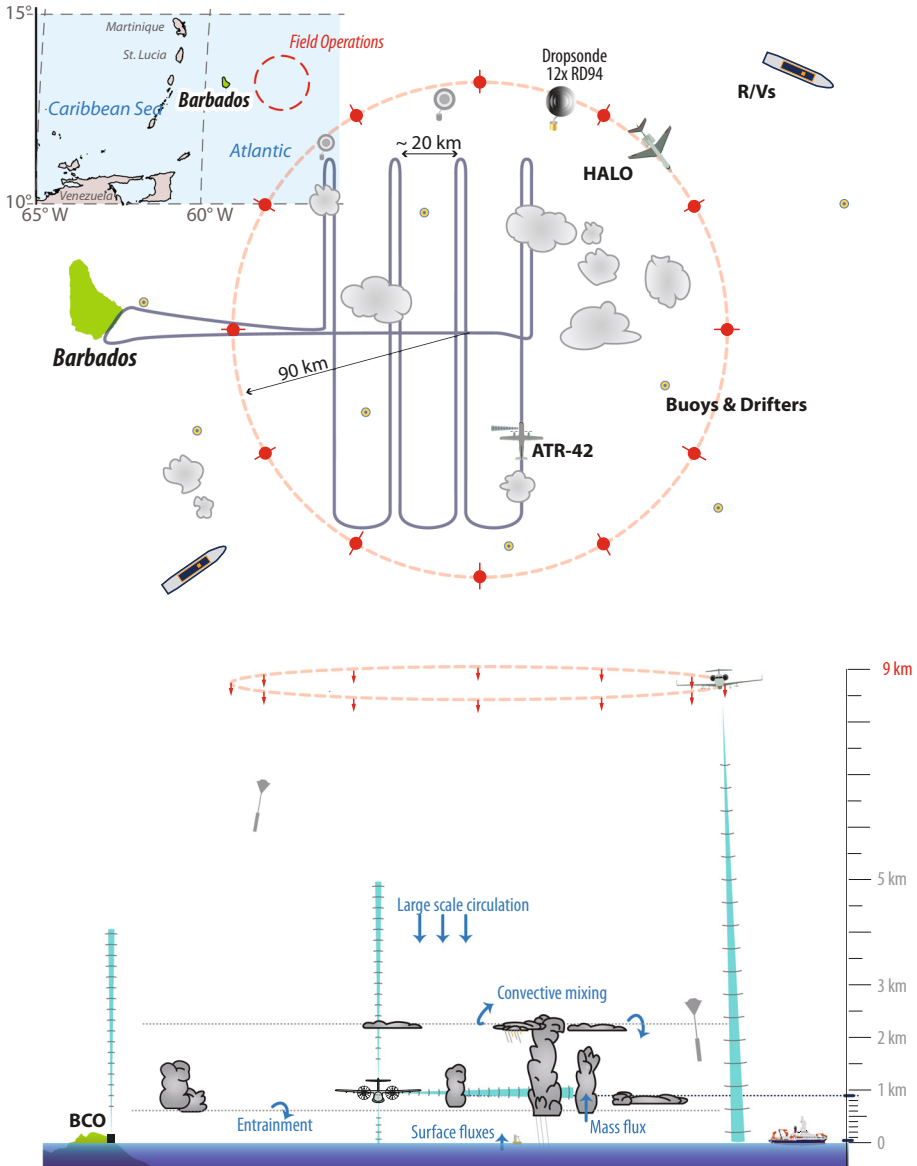 15°
Martinique
St. Lucia
Field Operations
Caribbean Sea
Barbados
Atlantic
Venezuela
10°
65° W
60° W
Dropsonde
12x RD94
R/Vs
~ 20 km
HALO
Barbados
90 km
Buoys & Drifters
ATR-42
9 km
5 km
Large scale circulation
3 km
Convective mixing
2 km
1 km
BCO
Entrainment
Surface fluxes
Mass flux
0